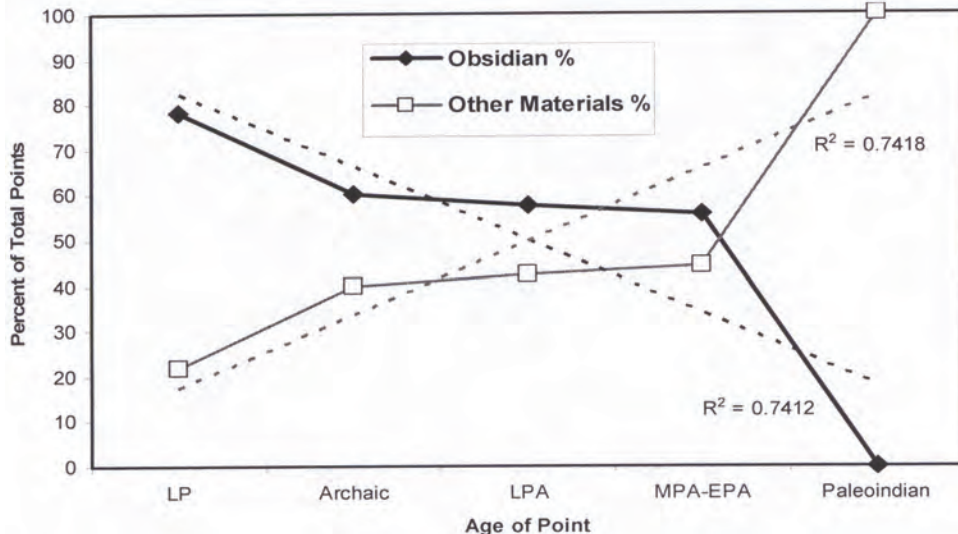 100
90
80
70
60
50
40
30
20
10
0
Percent of Total Points
Obsidian %
Other Materials %
R² = 0.7418
R² = 0.7412
LP Archaic LPA MPA-EPA Paleoindian
Age of Point